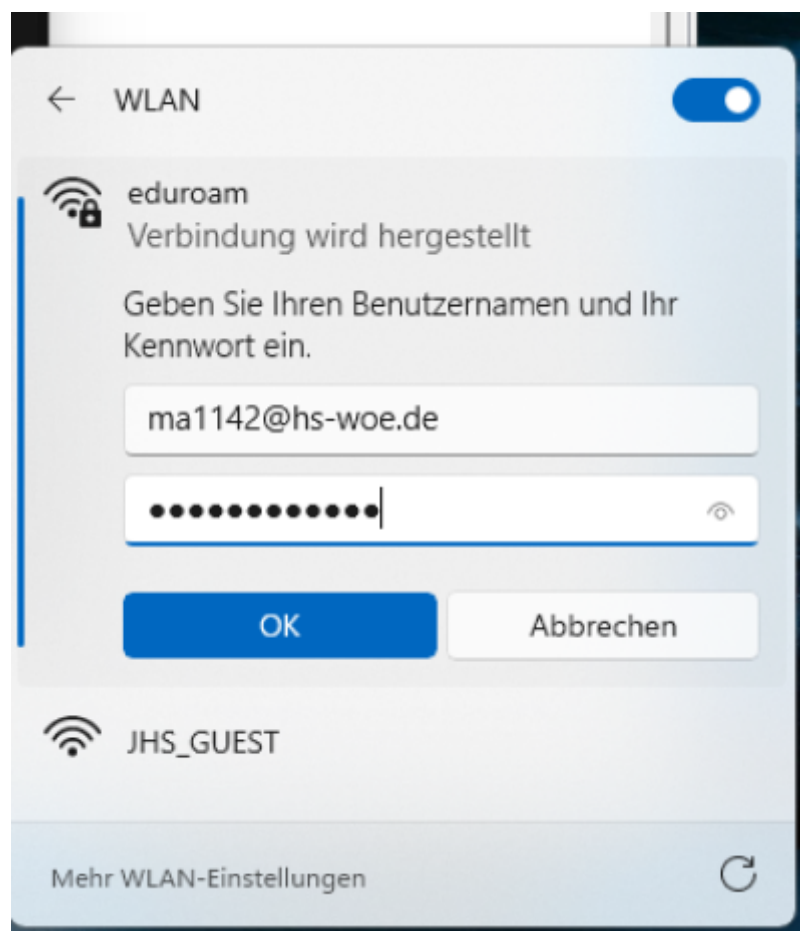 WLAN
eduroam
Verbindung wird hergestellt
Geben Sie Ihren Benutzernamen und Ihr
Kennwort ein.
ma1142@hs-woe.de
●●●●●●●●●●●●
OK
Abbrechen
JHS_GUEST
Mehr WLAN-Einstellungen